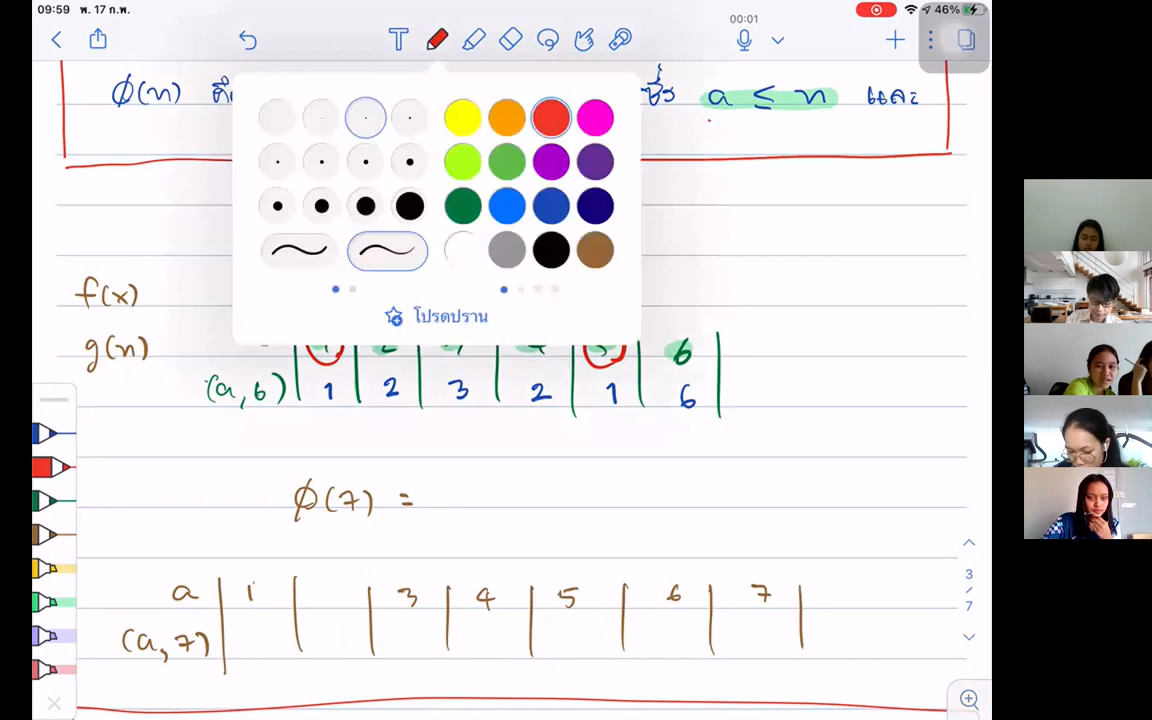 09:59 พ. 17 ก.พ.
46%
00:01
T
ϕ(n) ซึ่ง a ≤ n และ
โปรดปราน
f(x)
g(n)
6
(a,6) 1 2 3 2 1 6
ϕ(7) =
a 1 3 4 5 6 7
(a,7)
3
/
7